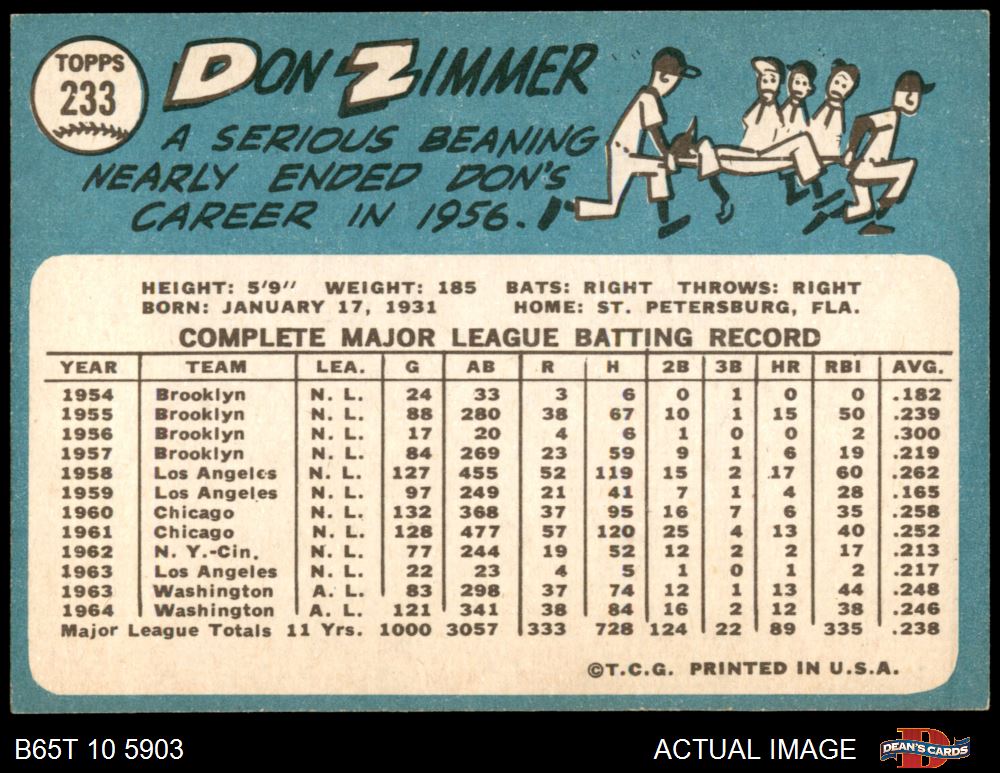 TOPPS
233
DON ZIMMER
A SERIOUS BEANING
NEARLY ENDED DON'S
CAREER IN 1956.
HEIGHT: 5'9" WEIGHT: 185 BATS: RIGHT THROWS: RIGHT
BORN: JANUARY 17, 1931 HOME: ST. PETERSBURG, FLA.
COMPLETE MAJOR LEAGUE BATTING RECORD
YEAR TEAM LEA. G AB R H 2B 3B HR RBI AVG.
1954 Brooklyn N. L. 24 33 3 6 0 1 0 0 .182
1955 Brooklyn N. L. 88 280 38 67 10 1 15 50 .239
1956 Brooklyn N. L. 17 20 4 6 1 0 0 2 .300
1957 Brooklyn N. L. 84 269 23 59 9 1 6 19 .219
1958 Los Angeles N. L. 127 455 52 119 15 2 17 60 .262
1959 Los Angeles N. L. 97 249 21 41 7 1 4 28 .165
1960 Chicago N. L. 132 368 37 95 16 7 6 35 .258
1961 Chicago N. L. 128 477 57 120 25 4 13 40 .252
1962 N. Y.-Cin. N. L. 77 244 19 52 12 2 2 17 .213
1963 Los Angeles N. L. 22 23 4 5 1 0 1 2 .217
1963 Washington A. L. 83 298 37 74 12 1 13 44 .248
1964 Washington A. L. 121 341 38 84 16 2 12 38 .246
Major League Totals 11 Yrs. 1000 3057 333 728 124 22 89 335 .238
©T.C.G. PRINTED IN U.S.A.
B65T 10 5903 ACTUAL IMAGE DEAN'S CARDS